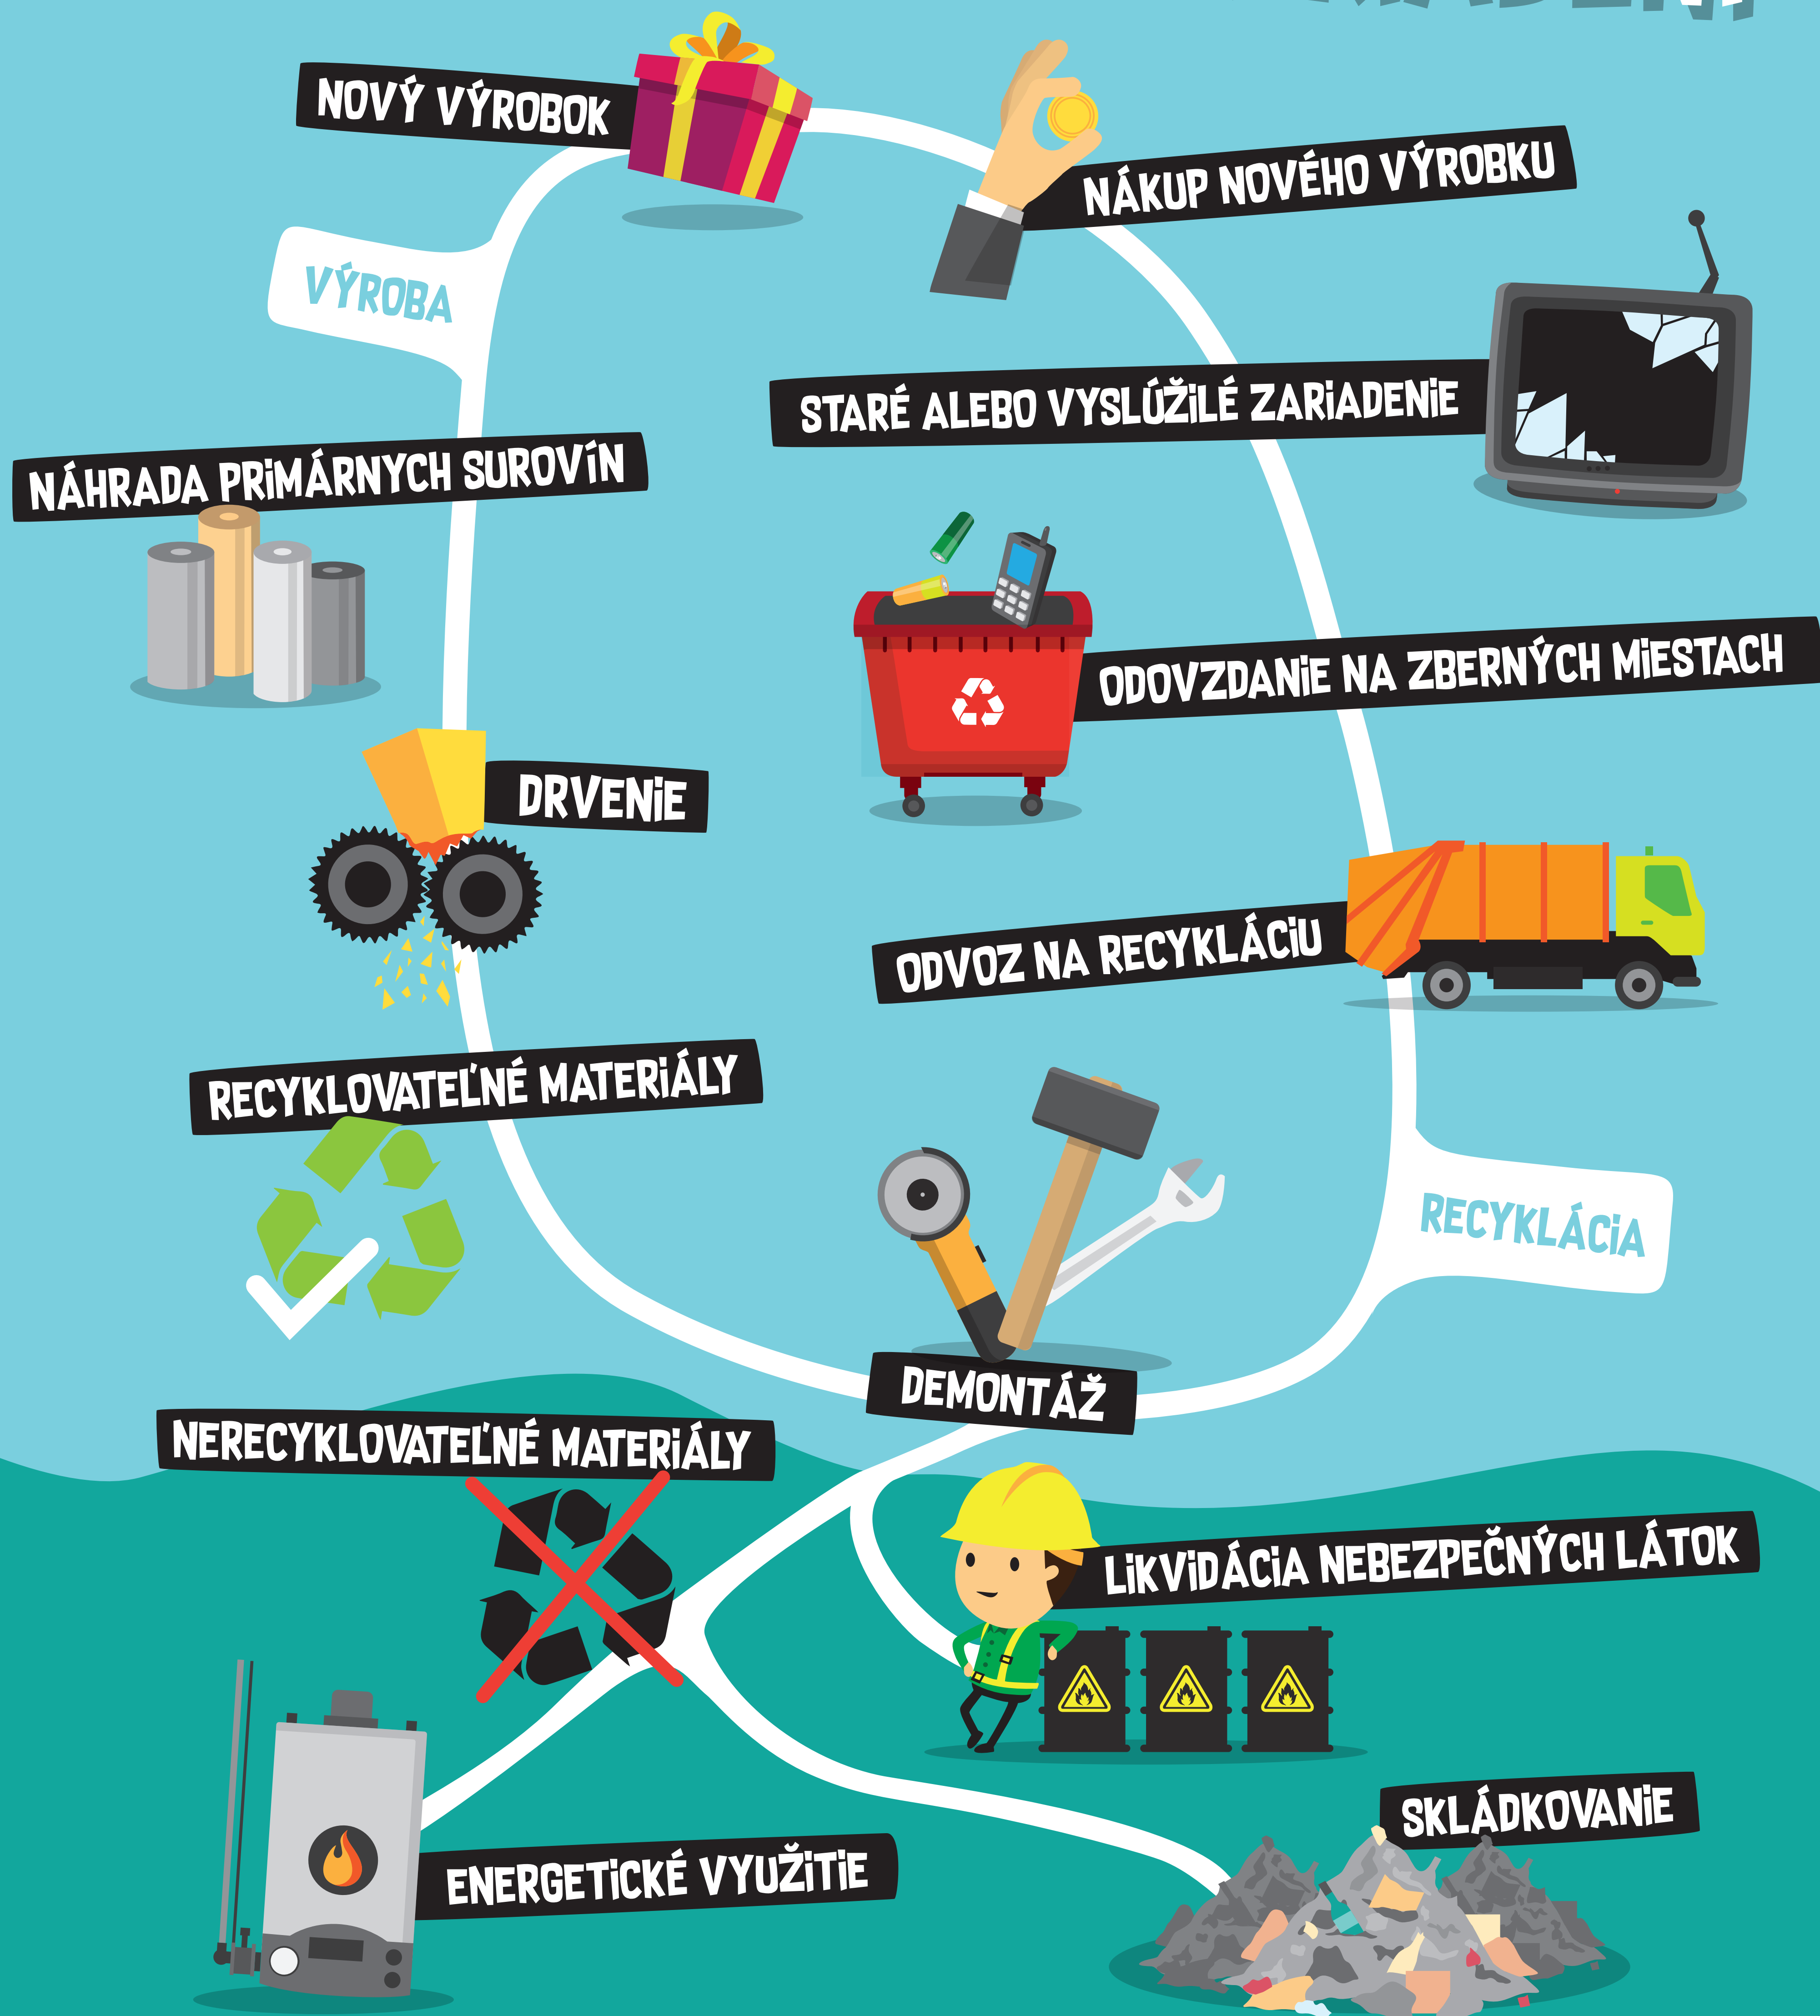 NOVÝ VÝROBOK
NÁKUP NOVÉHO VÝROBKU
VÝROBA
STARÉ ALEBO VYSLÚŽILÉ ZARIADENIE
NÁHRADA PRIMÁRNYCH SUROVÍN
ODOVZDANIE NA ZBERNÝCH MIESTACH
DRVENIE
ODVOZ NA RECYKLÁCIU
RECYKLOVATEĽNÉ MATERIÁLY
RECYKLÁCIA
DEMONTÁŽ
NERECYKLOVATEĽNÉ MATERIÁLY
LIKVIDÁCIA NEBEZPEČNÝCH LÁTOK
SKLÁDKOVANIE
ENERGETICKÉ VYUŽITIE